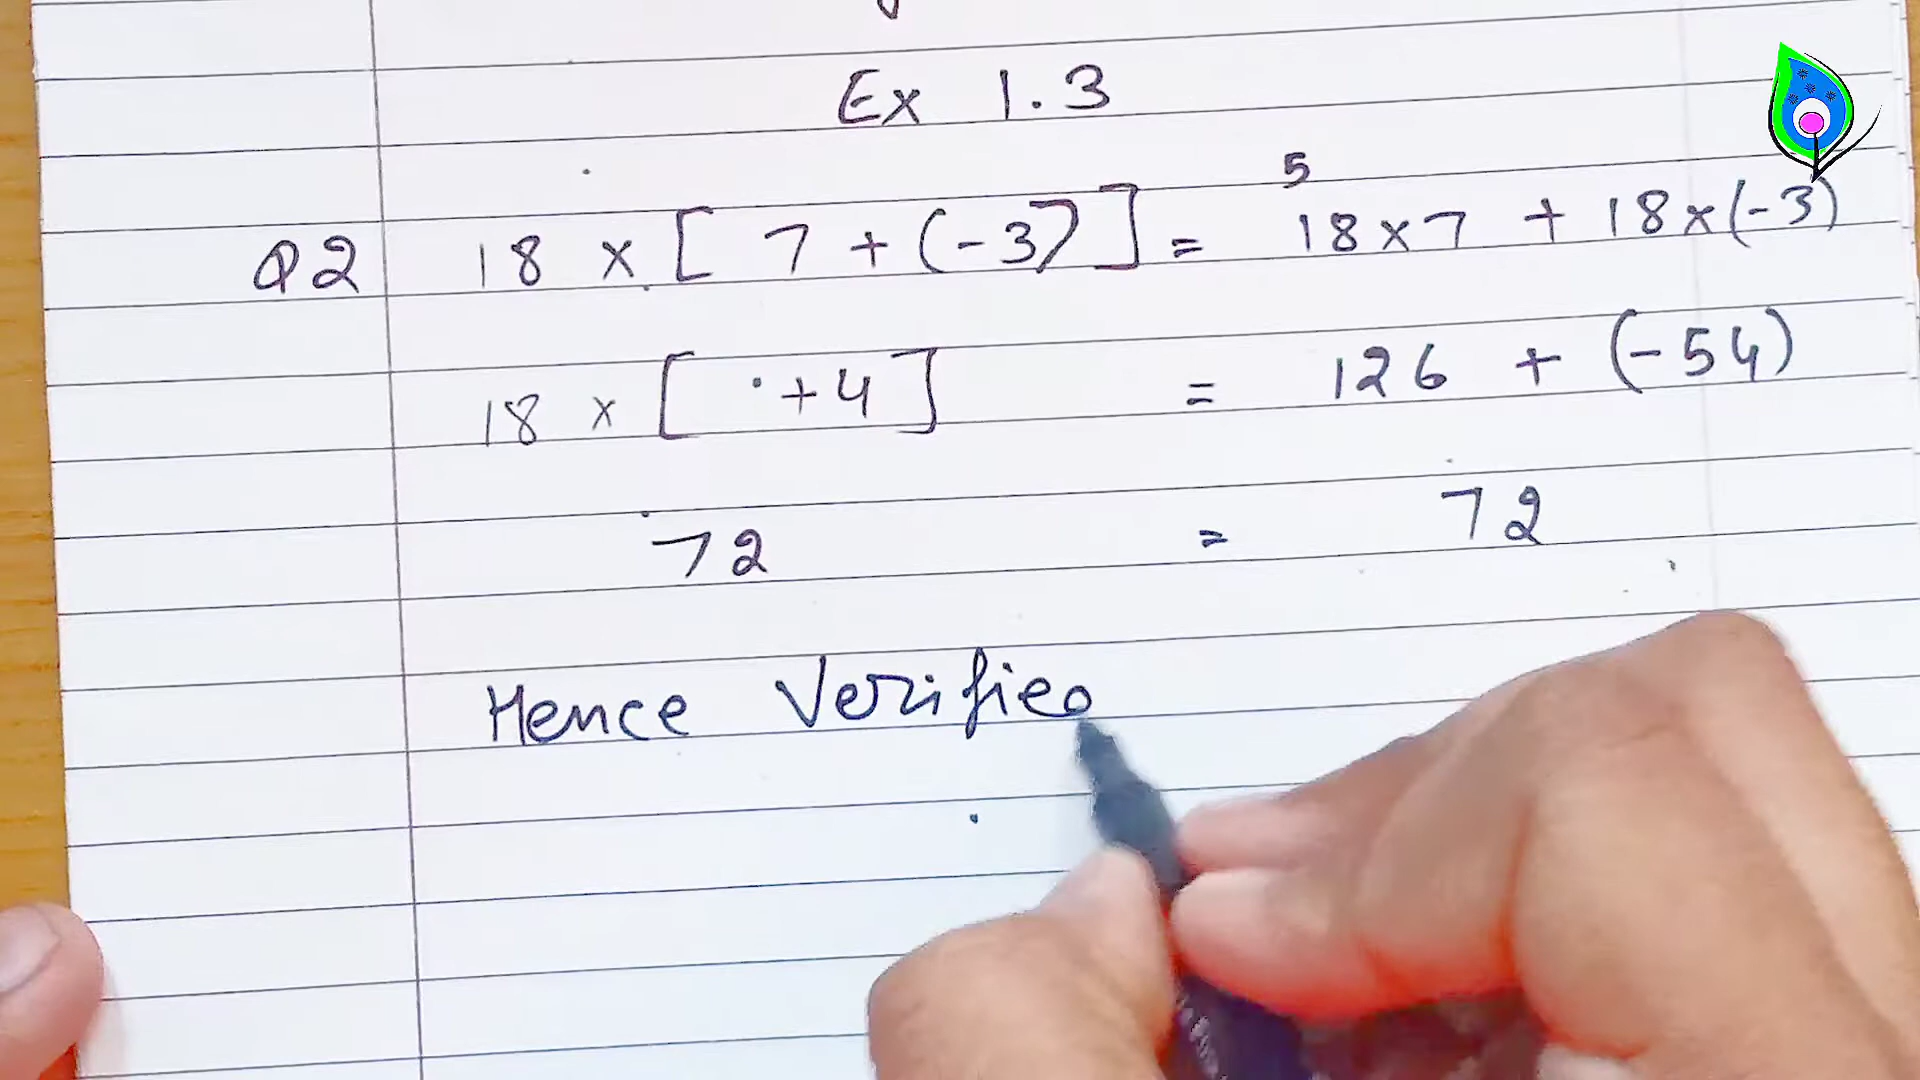 Ex 1.3
5
Q2 18 × [ 7 + (-3) ] = 18×7 + 18×(-3)
18 × [ +4 ] = 126 + (-54)
72 = 72
Hence Verifie